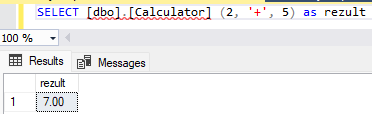 SELECT [dbo].[Calculator] (2, '+', 5) as rezult
100 %
Results Messages
rezult
1 7.00